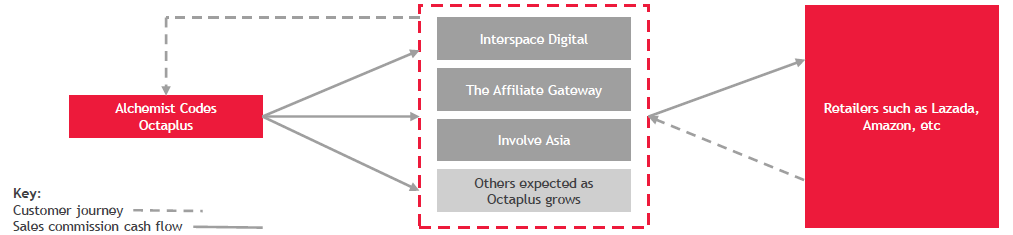 Interspace Digital
The Affiliate Gateway
Involve Asia
Others expected as
Octaplus grows
Alchemist Codes
Octaplus
Retailers such as Lazada,
Amazon, etc
Key:
Customer journey
Sales commission cash flow